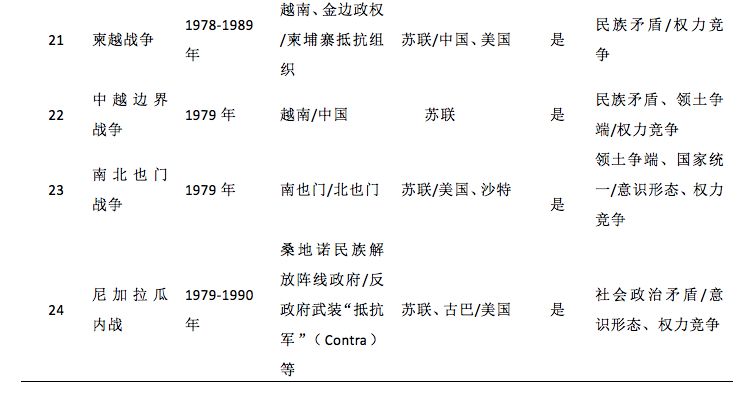 21 柬越战争 1978-1989年 越南、金边政权/柬埔寨抵抗组织 苏联/中国、美国 是 民族矛盾/权力竞争
22 中越边界战争 1979 年 越南/中国 苏联 是 民族矛盾、领土争端/权力竞争
23 南北也门战争 1979 年 南也门/北也门 苏联/美国、沙特 是 领土争端、国家统一/意识形态、权力竞争
24 尼加拉瓜内战 1979-1990年 桑地诺民族解放阵线政府/反政府武装“抵抗军”（Contra）等 苏联、古巴/美国 是 社会政治矛盾/意识形态、权力竞争